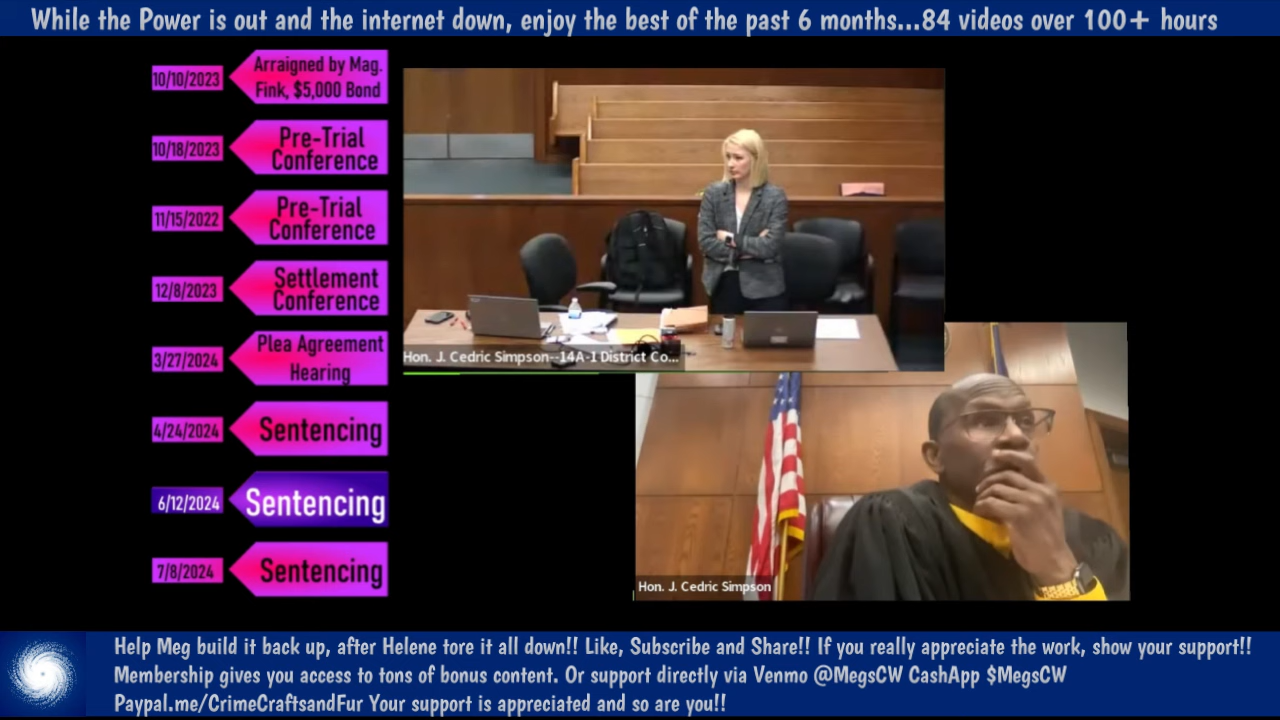 While the Power is out and the internet down, enjoy the best of the past 6 months...84 videos over 100+ hours
10/10/2023
Arraigned by Mag.
Fink, $5,000 Bond
10/18/2023
Pre-Trial
Conference
11/15/2022
Pre-Trial
Conference
12/8/2023
Settlement
Conference
3/27/2024
Plea Agreement
Hearing
4/24/2024
Sentencing
6/12/2024
Sentencing
7/8/2024
Sentencing
Hon. J. Cedric Simpson--14A-1 District Co...
Hon. J. Cedric Simpson
Help Meg build it back up, after Helene tore it all down!! Like, Subscribe and Share!! If you really appreciate the work, show your support!!
Membership gives you access to tons of bonus content. Or support directly via Venmo @MegsCW CashApp $MegsCW
Paypal.me/CrimeCraftsandFur Your support is appreciated and so are you!!